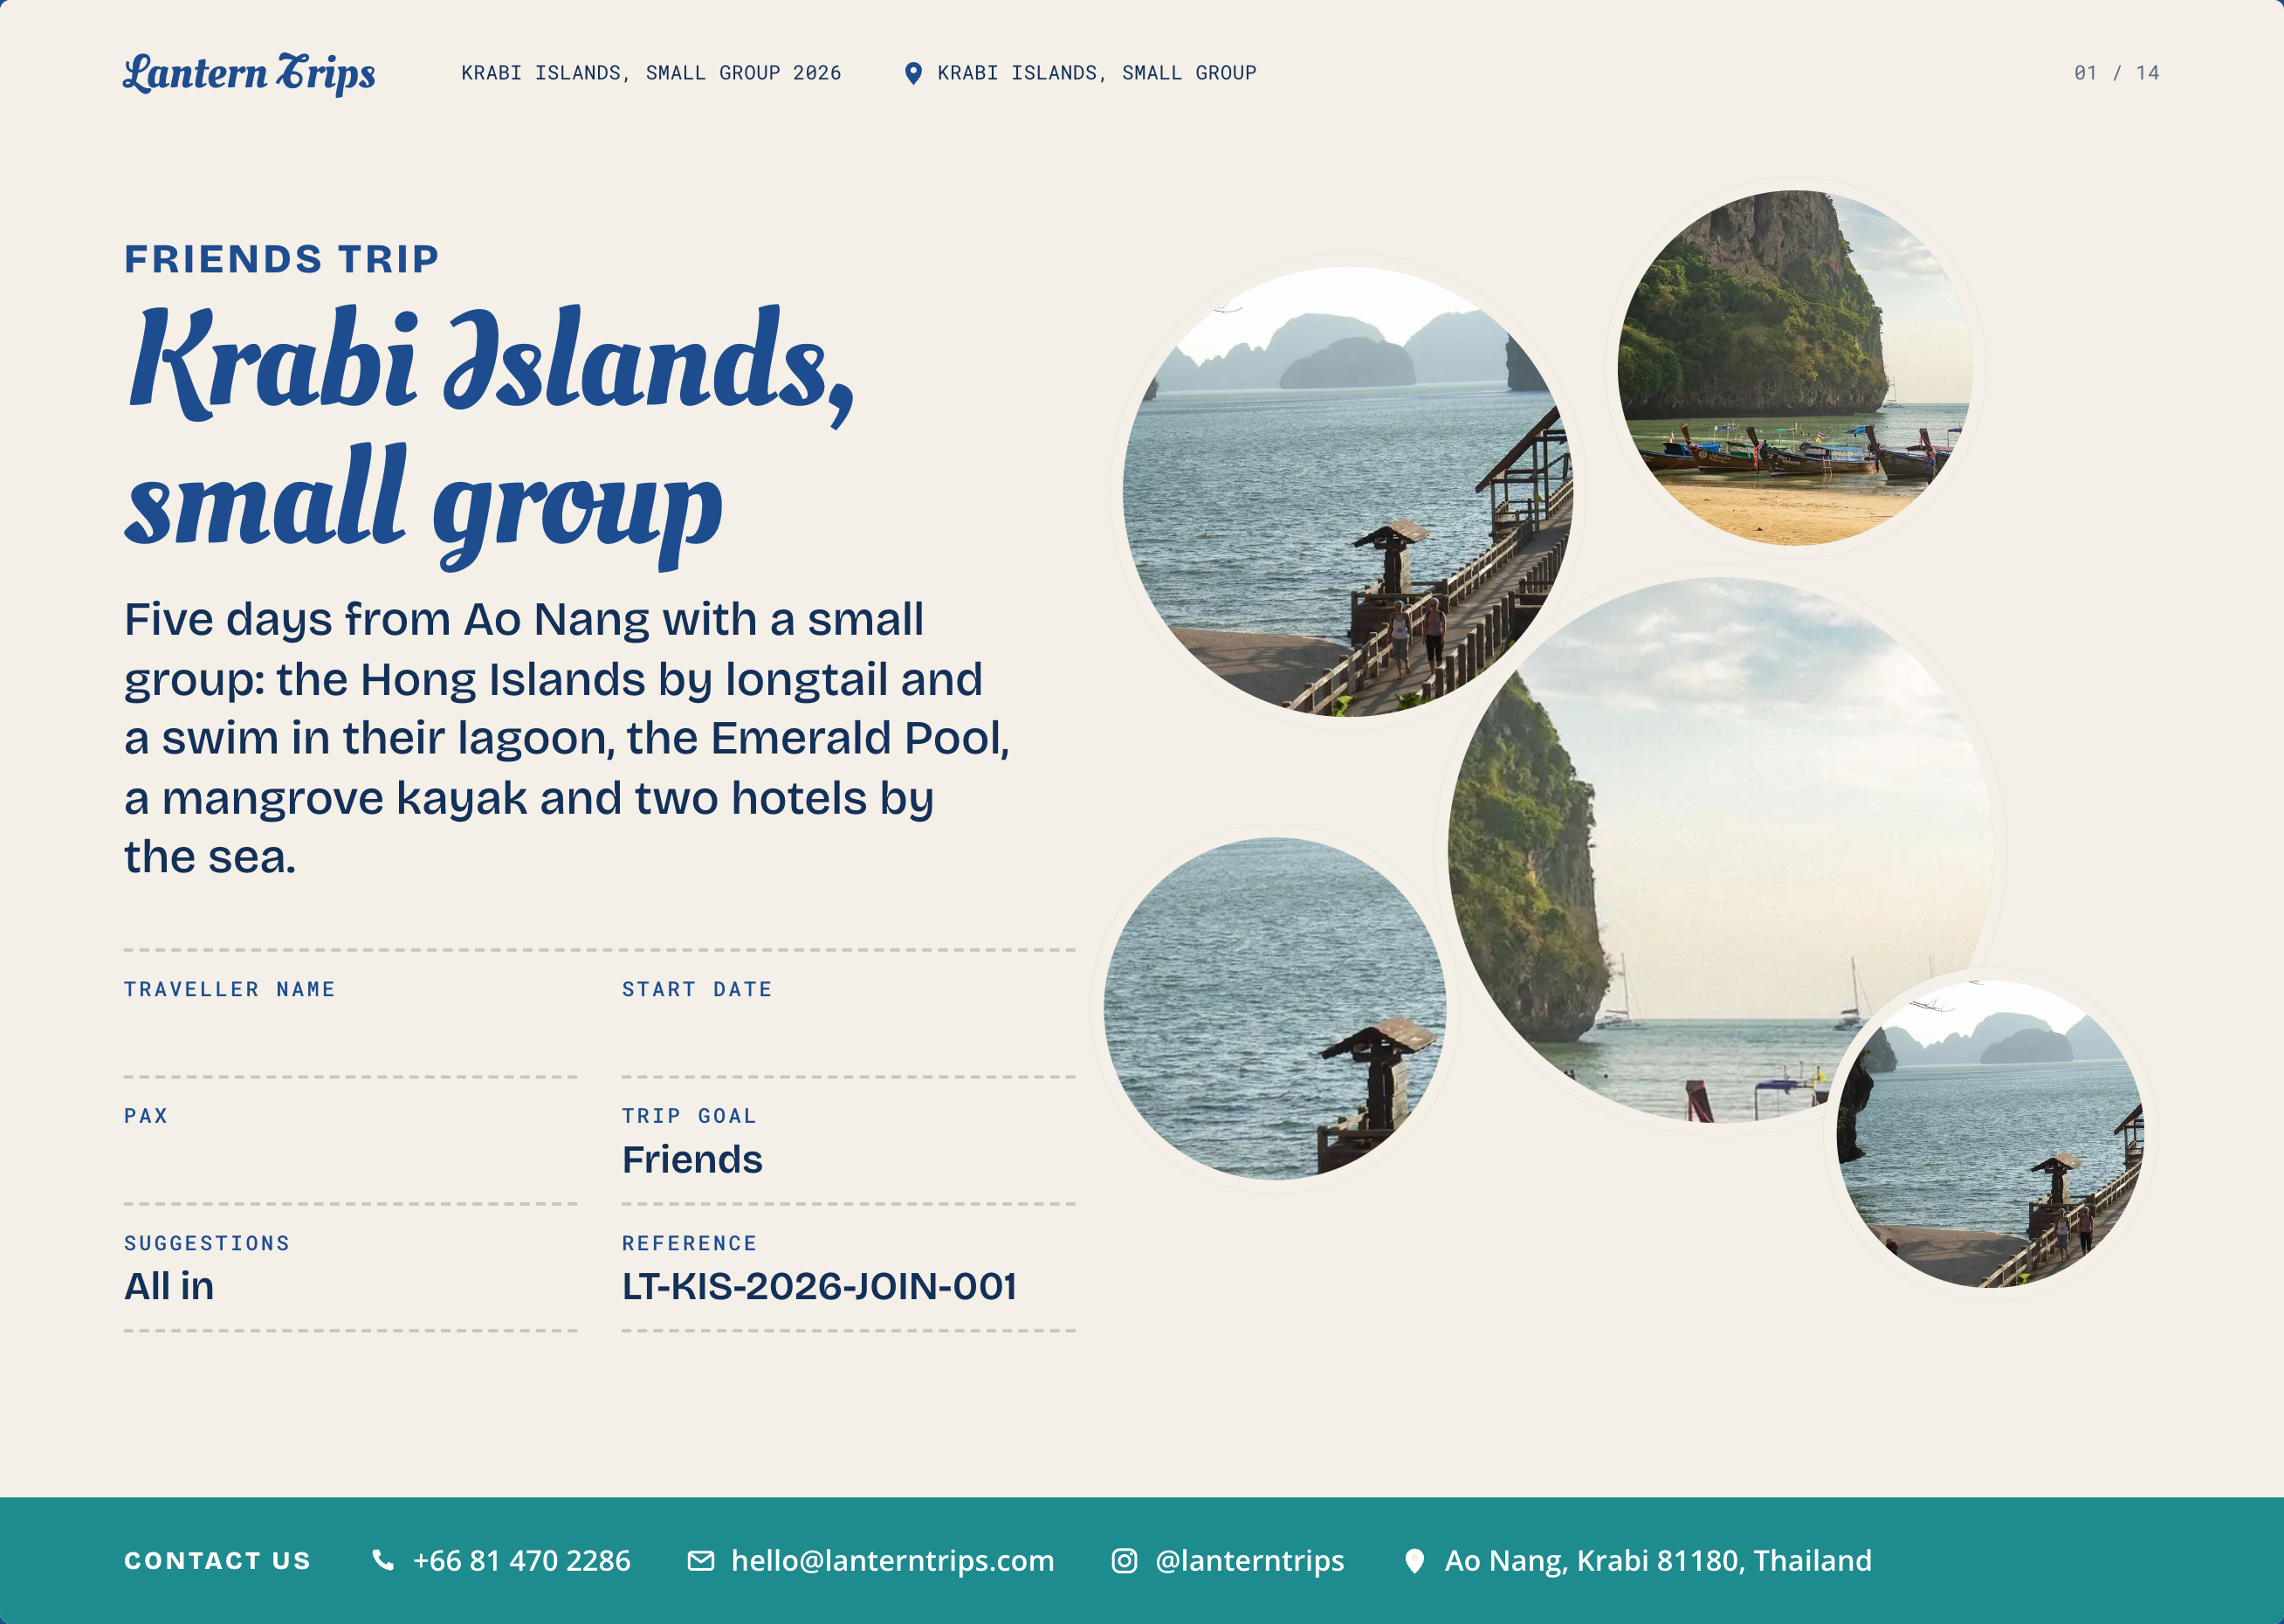 Lantern Trips
KRABI ISLANDS, SMALL GROUP 2026
KRABI ISLANDS, SMALL GROUP
01 / 14
FRIENDS TRIP
Krabi Islands,
small group
Five days from Ao Nang with a small
group: the Hong Islands by longtail and
a swim in their lagoon, the Emerald Pool,
a mangrove kayak and two hotels by
the sea.
TRAVELLER NAME
START DATE
PAX
TRIP GOAL
Friends
SUGGESTIONS
All in
REFERENCE
LT-KIS-2026-JOIN-001
CONTACT US
+66 81 470 2286
hello@lanterntrips.com
@lanterntrips
Ao Nang, Krabi 81180, Thailand